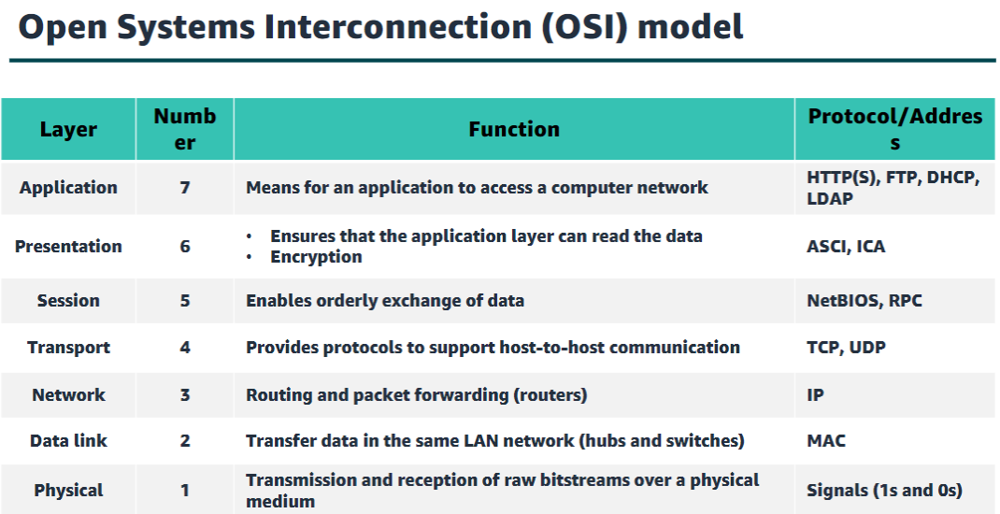 Open Systems Interconnection (OSI) model
Layer
Numb
er
Function
Protocol/Addres
s
Application
7
Means for an application to access a computer network
HTTP(S), FTP, DHCP,
LDAP
Presentation
6
• Ensures that the application layer can read the data
• Encryption
ASCI, ICA
Session
5
Enables orderly exchange of data
NetBIOS, RPC
Transport
4
Provides protocols to support host-to-host communication
TCP, UDP
Network
3
Routing and packet forwarding (routers)
IP
Data link
2
Transfer data in the same LAN network (hubs and switches)
MAC
Physical
1
Transmission and reception of raw bitstreams over a physical
medium
Signals (1s and 0s)